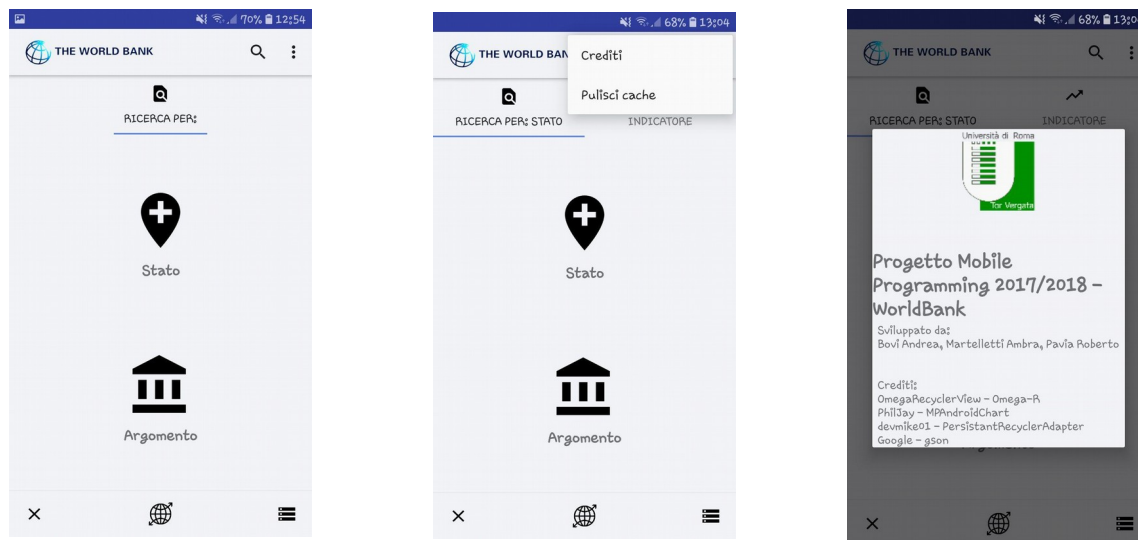 70% 12:54
THE WORLD BANK
RICERCA PER:
Stato
Argomento
68% 13:04
THE WORLD BAN
Crediti
Pulisci cache
RICERCA PER: STATO
INDICATORE
Stato
Argomento
68% 13:0
THE WORLD BANK
RICERCA PER: STATO
INDICATORE
Università di Roma
Tor Vergata
Progetto Mobile
Programming 2017/2018 -
WorldBank
Sviluppato da:
Bovi Andrea, Martelletti Ambra, Pavia Roberto
Crediti:
OmegaRecyclerView - Omega-R
PhilJay - MPAndroidChart
devmike01 - PersistantRecyclerAdapter
Google - gson